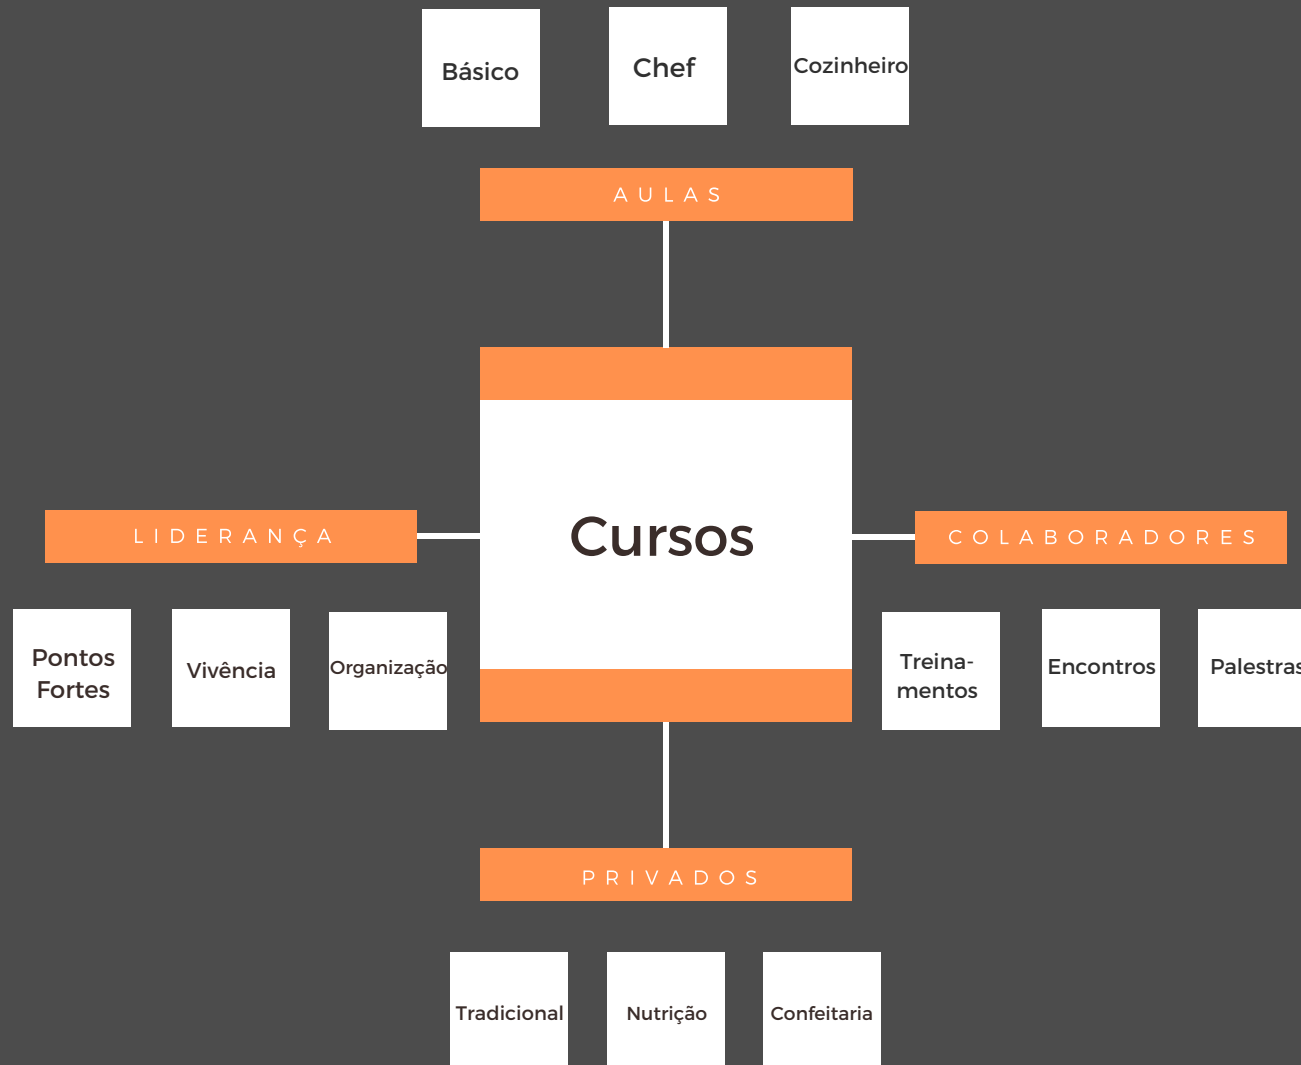 Básico
Chef
Cozinheiro
AULAS
Cursos
LIDERANÇA
COLABORADORES
Pontos
Fortes
Vivência
Organização
Treina-
mentos
Encontros
Palestras
PRIVADOS
Tradicional
Nutrição
Confeitaria